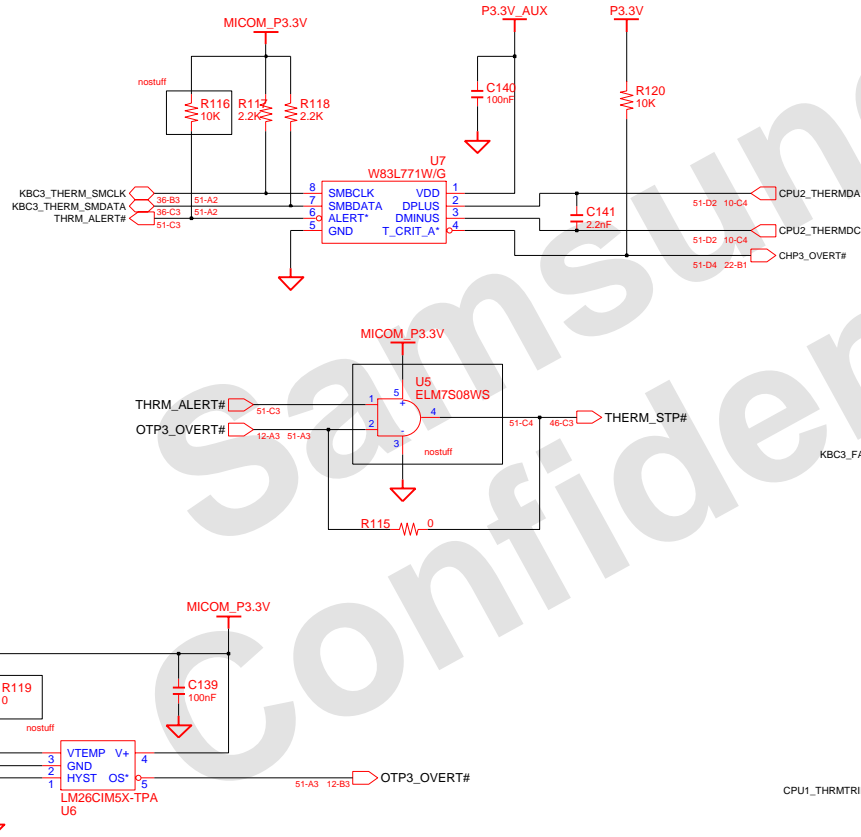 P3.3V_AUX
P3.3V
MICOM_P3.3V
nostuff
C140
100nF
R116
10K
R117
2.2K
R118
2.2K
R120
10K
U7
W83L771W/G
KBC3_THERM_SMCLK
36-B3 51-A2
8 SMBCLK VDD 1
KBC3_THERM_SMDATA
36-C3 51-A2
7 SMBDATA DPLUS 2
51-D2 10-C4
CPU2_THERMDA
THRM_ALERT#
51-C3
6 ALERT* DMINUS 3
C141
2.2nF
51-D2 10-C4
CPU2_THERMDC
5 GND T_CRIT_A* 4
51-D4 22-B1
CHP3_OVERT#
MICOM_P3.3V
U5
ELM7S08WS
THRM_ALERT#
51-C3
1
5
+
4
51-C4 46-C3
THERM_STP#
OTP3_OVERT#
12-A3 51-A3
2
-
3
nostuff
KBC3_FA
R115 0
MICOM_P3.3V
R119
0
nostuff
C139
100nF
VTEMP V+ 4
3 GND
2 HYST OS* 5
1
51-A3 12-B3
OTP3_OVERT#
LM26CIM5X-TPA
U6
CPU1_THRMTRI
Samsung
Confiden